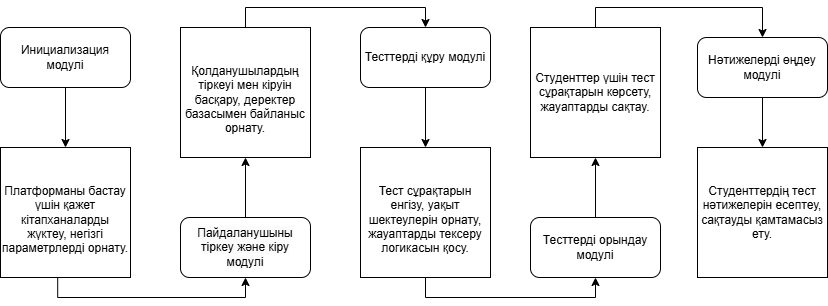 Инициализация
модулі
Платформаны бастау
үшін қажет
кітапханаларды
жүктеу, негізгі
параметрлерді орнату.
Қолданушылардың
тіркеуі мен кіруін
басқару, деректер
базасымен байланыс
орнату.
Пайдаланушыны
тіркеу және кіру
модулі
Тесттерді құру модулі
Тест сұрақтарын
енгізу, уақыт
шектеулерін орнату,
жауаптарды тексеру
логикасын қосу.
Студенттер үшін тест
сұрақтарын көрсету,
жауаптарды сақтау.
Тесттерді орындау
модулі
Нәтижелерді өңдеу
модулі
Студенттердің тест
нәтижелерін есептеу,
сақтауды қамтамасыз
ету.